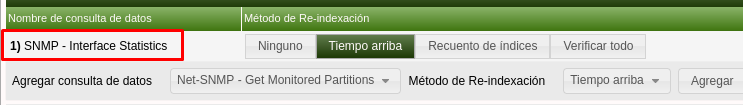 Nombre de consulta de datos Método de Re-indexación
1) SNMP - Interface Statistics Ninguno Tiempo arriba Recuento de índices Verificar todo
Agregar consulta de datos Net-SNMP - Get Monitored Partitions Método de Re-indexación Tiempo arriba Agregar